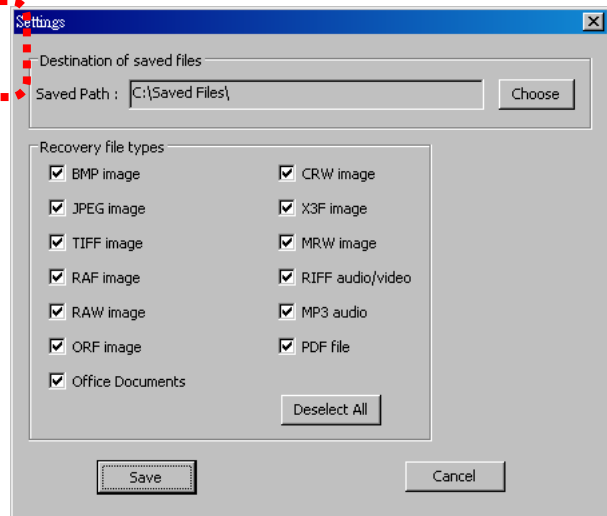 Settings
Destination of saved files
Saved Path : C:\Saved Files\ Choose
Recovery file types
BMP image CRW image
JPEG image X3F image
TIFF image MRW image
RAF image RIFF audio/video
RAW image MP3 audio
ORF image PDF file
Office Documents
Deselect All
Save Cancel